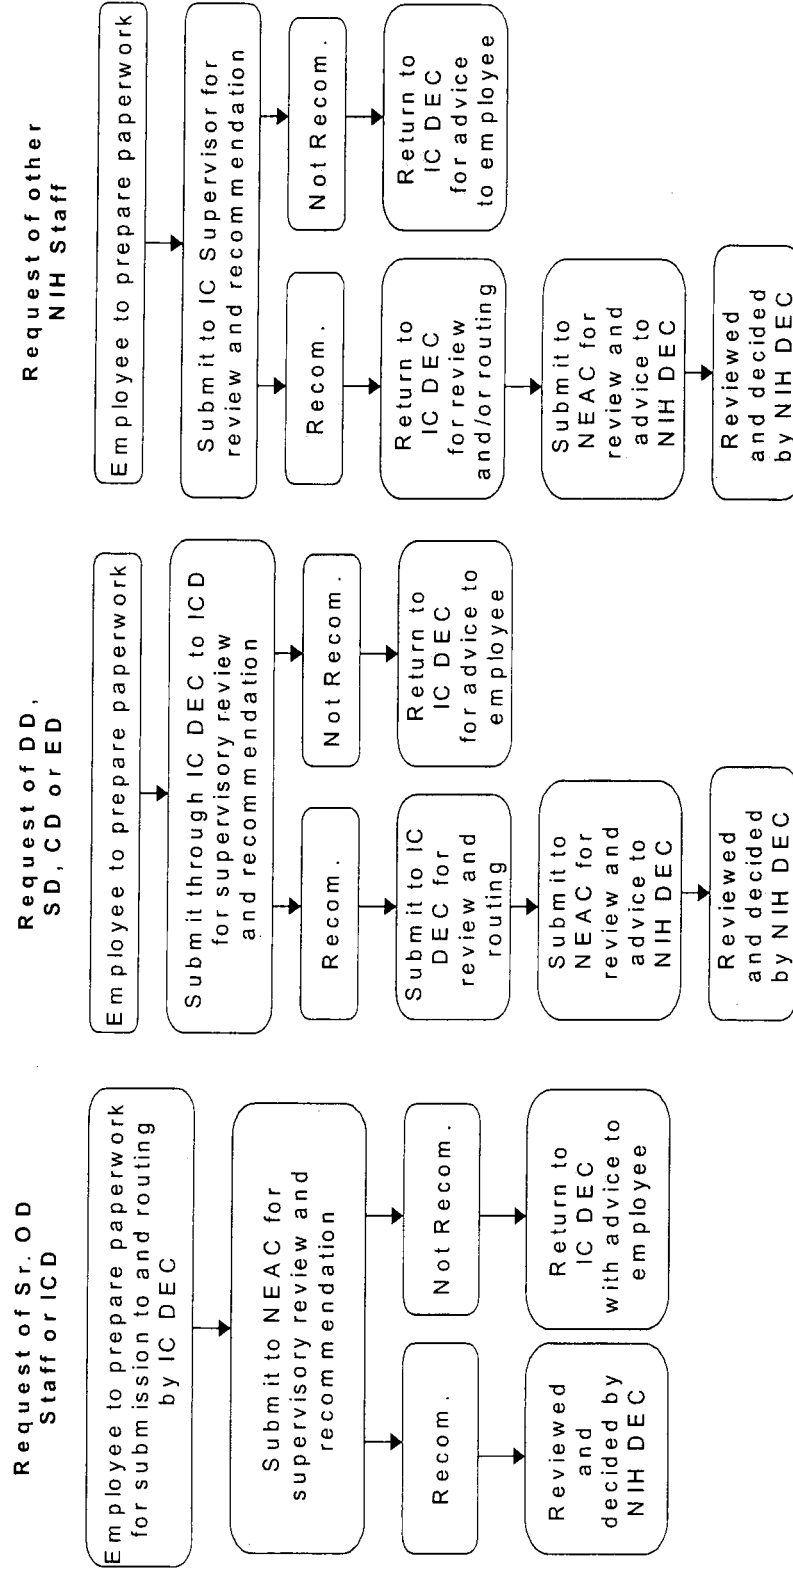 Request of Sr. OD
Staff or ICD
Employee to prepare paperwork
for submission to and routing
by IC DEC
Submit to NEAC for
supervisory review and
recommendation
Recom.
Not Recom.
Reviewed
and
decided by
NIH DEC
Return to
IC DEC
with advice to
employee
Request of DD,
SD, CD or ED
Employee to prepare paperwork
Submit through IC DEC to ICD
for supervisory review
and recommendation
Recom.
Not Recom.
Submit to IC
DEC for
review and
routing
Return to
IC DEC
for advice to
employee
Submit to
NEAC for
review and
advice to
NIH DEC
Reviewed
and decided
by NIH DEC
Request of other
NIH Staff
Employee to prepare paperwork
Submit to IC Supervisor for
review and recommendation
Recom.
Not Recom.
Return to
IC DEC
for review
and/or routing
Return to
IC DEC
for advice
to employee
Submit to
NEAC for
review and
advice to
NIH DEC
Reviewed
and decided
by NIH DEC